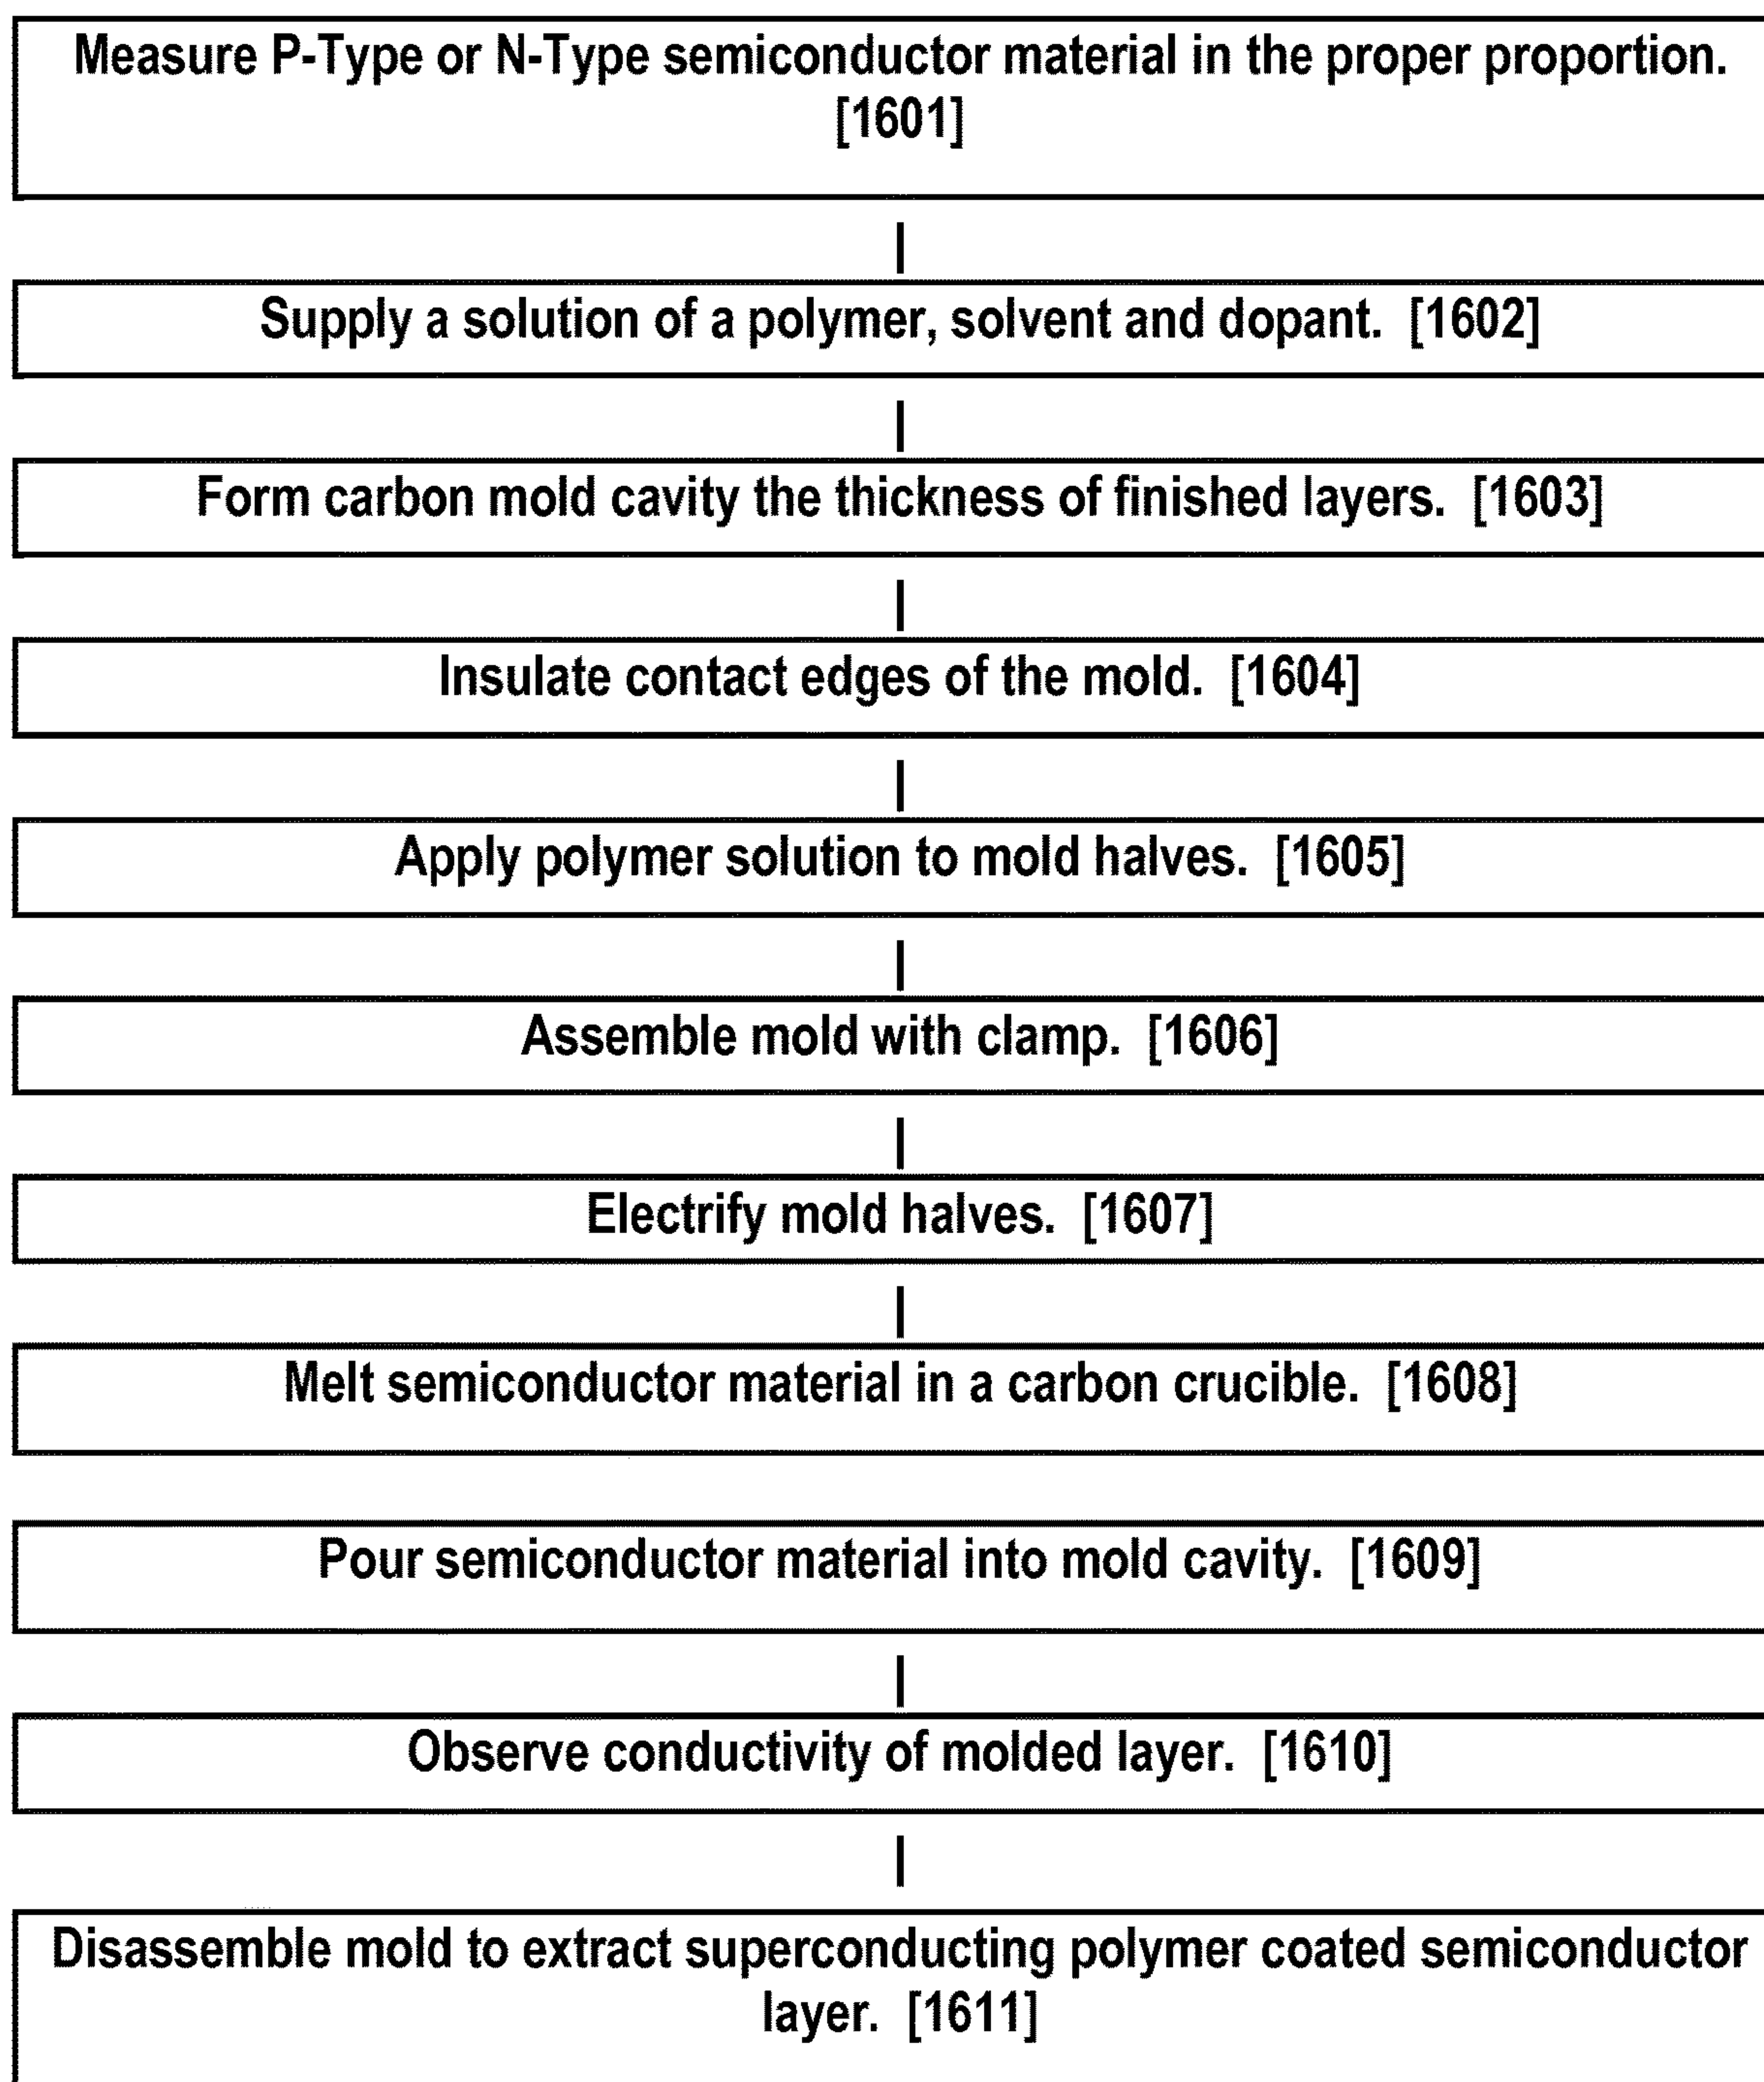 Measure P-Type or N-Type semiconductor material in the proper proportion.
[1601]
Supply a solution of a polymer, solvent and dopant. [1602]
Form carbon mold cavity the thickness of finished layers. [1603]
Insulate contact edges of the mold. [1604]
Apply polymer solution to mold halves. [1605]
Assemble mold with clamp. [1606]
Electrify mold halves. [1607]
Melt semiconductor material in a carbon crucible. [1608]
Pour semiconductor material into mold cavity. [1609]
Observe conductivity of molded layer. [1610]
Disassemble mold to extract superconducting polymer coated semiconductor
layer. [1611]